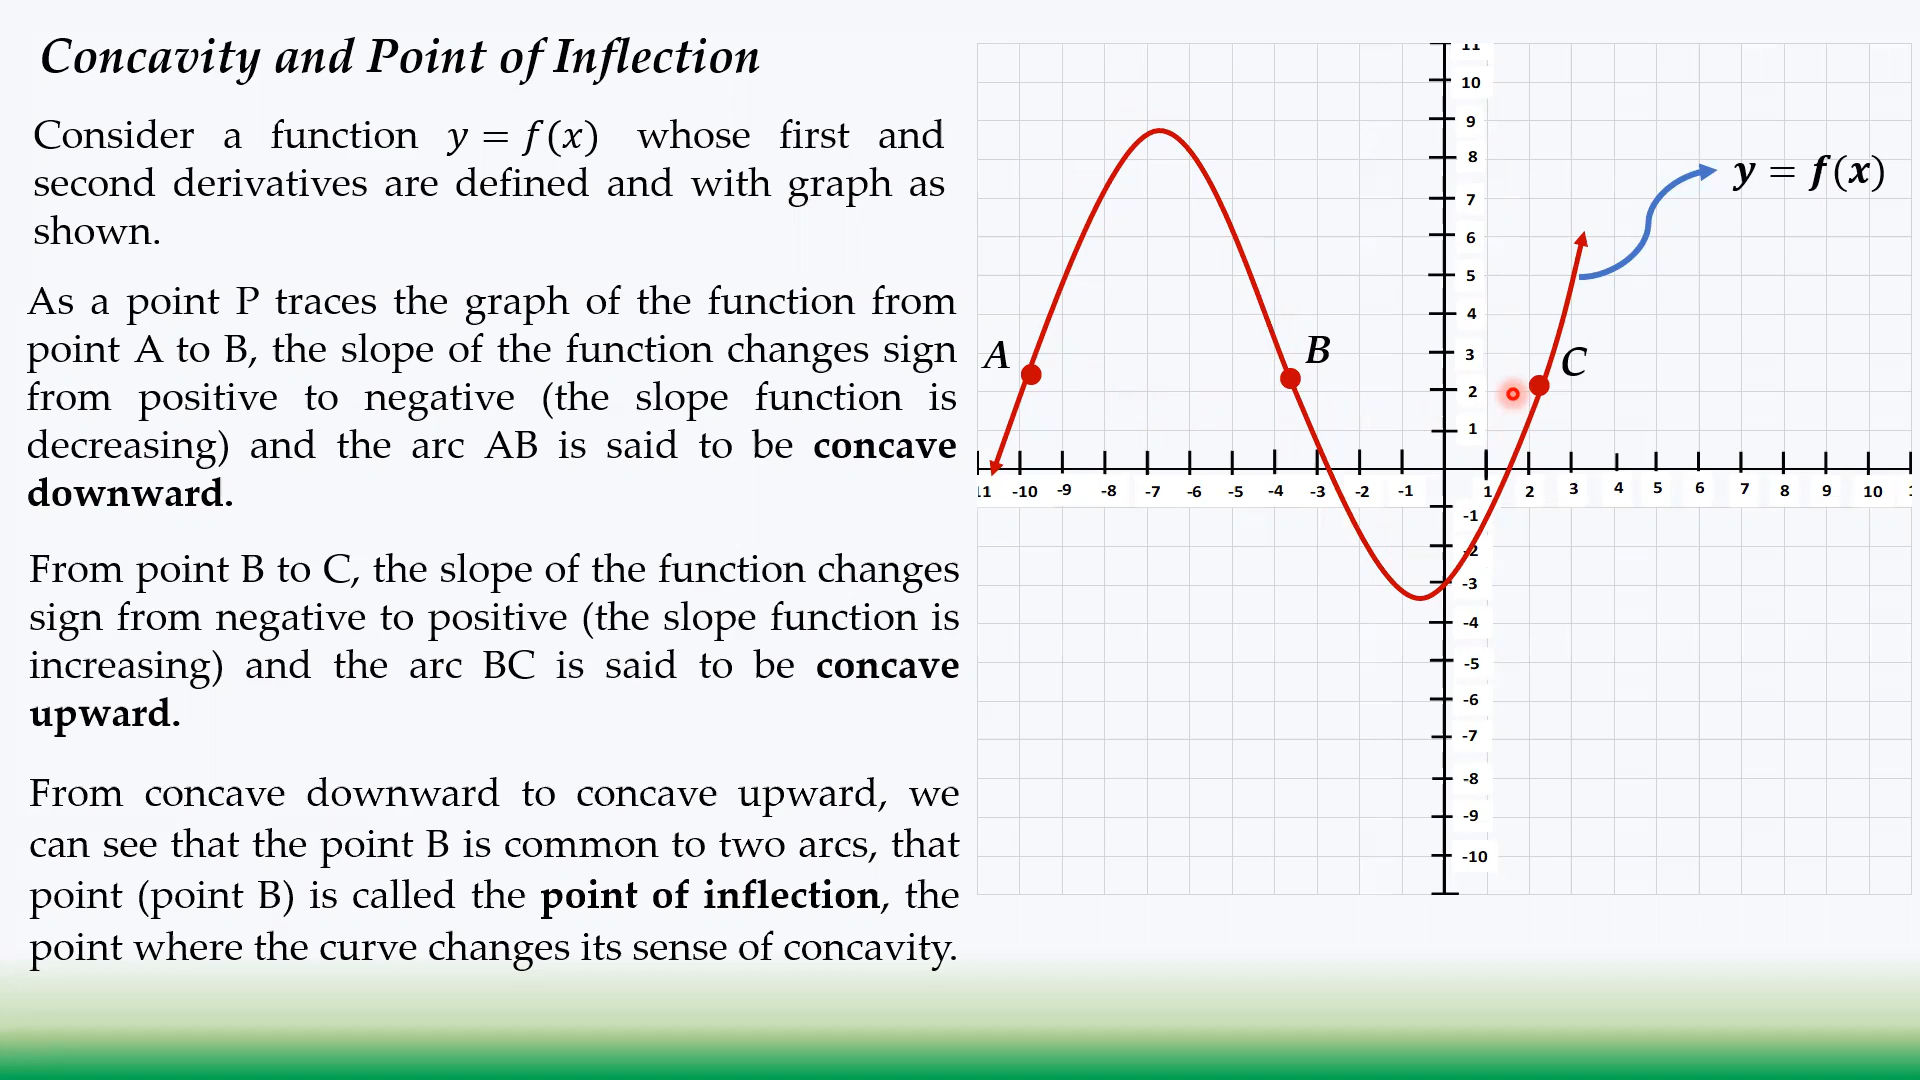 Concavity and Point of Inflection
Consider a function y = f(x) whose first and
second derivatives are defined and with graph as
shown.
As a point P traces the graph of the function from
point A to B, the slope of the function changes sign
from positive to negative (the slope function is
decreasing) and the arc AB is said to be concave
downward.
From point B to C, the slope of the function changes
sign from negative to positive (the slope function is
increasing) and the arc BC is said to be concave
upward.
From concave downward to concave upward, we
can see that the point B is common to two arcs, that
point (point B) is called the point of inflection, the
point where the curve changes its sense of concavity.
11
10
9
8
y = f(x)
7
6
5
4
3
A
B
C
2
1
11 -10 -9 -8 -7 -6 -5 -4 -3 -2 -1 1 2 3 4 5 6 7 8 9 10
-1
-2
-3
-4
-5
-6
-7
-8
-9
-10